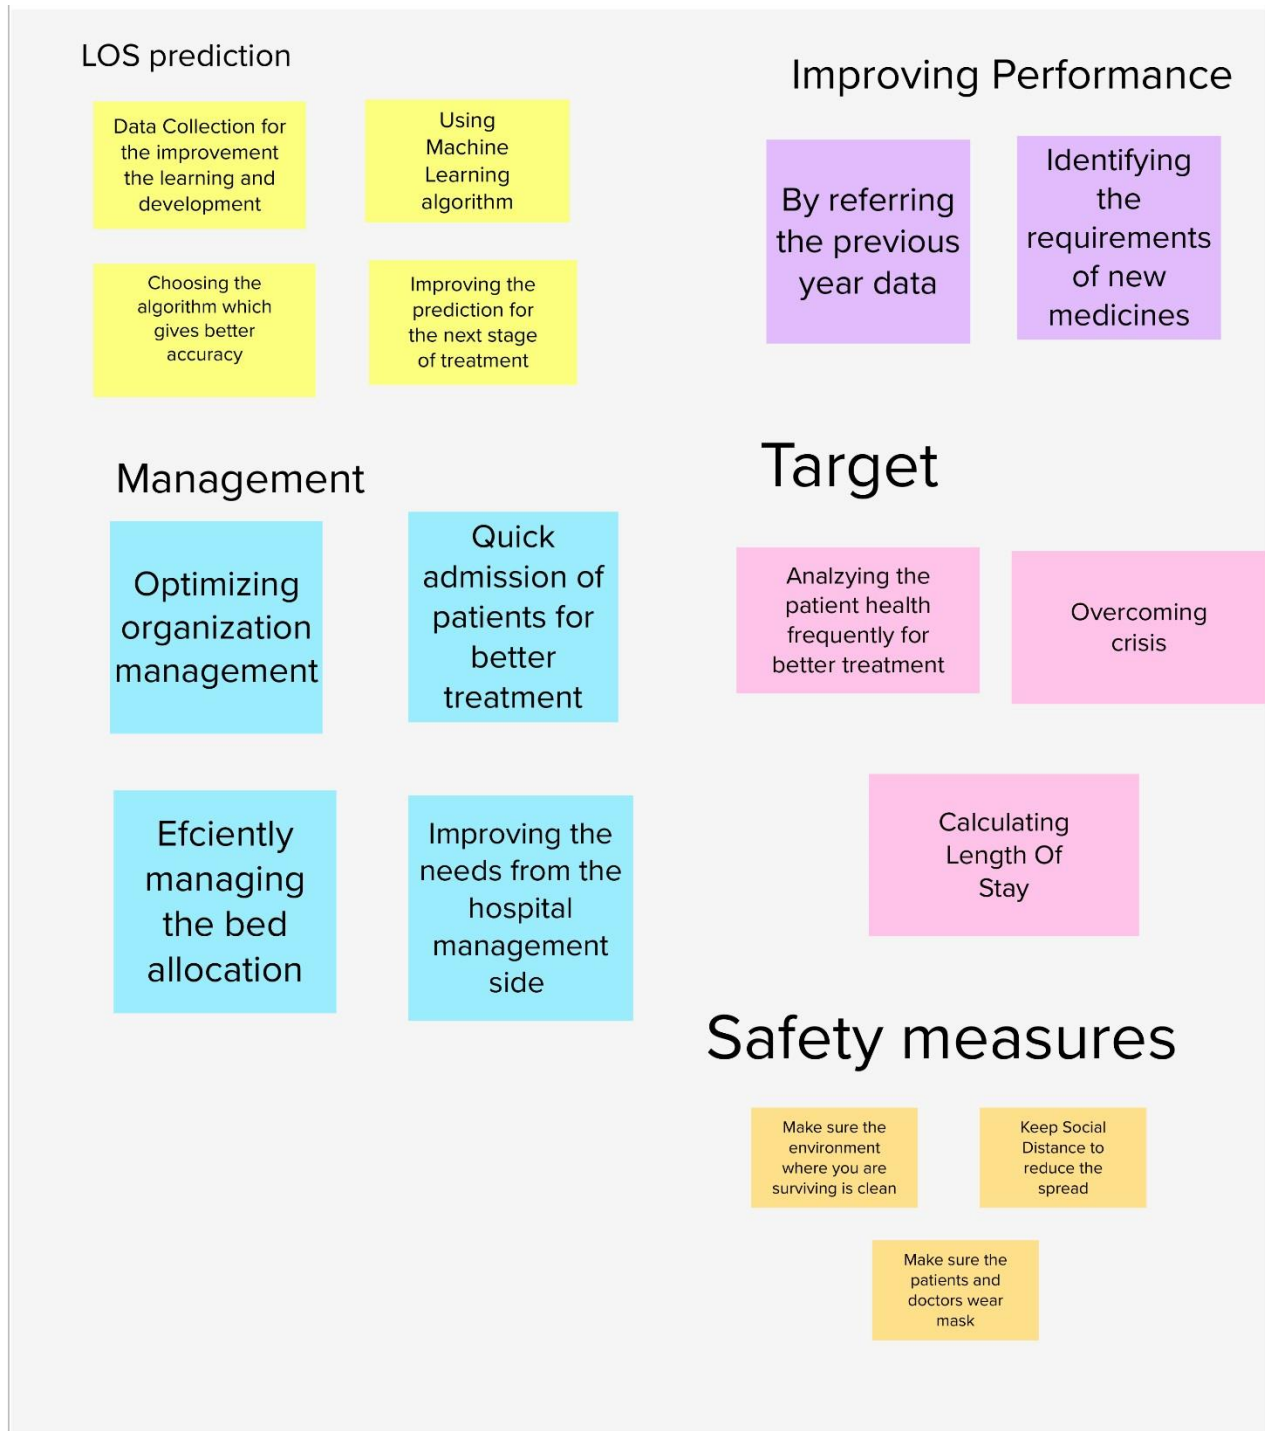 LOS prediction
Data Collection for
the improvement
the learning and
development
Using
Machine
Learning
algorithm
Choosing the
algorithm which
gives better
accuracy
Improving the
prediction for
the next stage
of treatment
Improving Performance
By referring
the previous
year data
Identifying
the
requirements
of new
medicines
Management
Optimizing
organization
management
Quick
admission of
patients for
better
treatment
Efciently
managing
the bed
allocation
Improving the
needs from the
hospital
management
side
Target
Analzying the
patient health
frequently for
better treatment
Overcoming
crisis
Calculating
Length Of
Stay
Safety measures
Make sure the
environment
where you are
surviving is clean
Keep Social
Distance to
reduce the
spread
Make sure the
patients and
doctors wear
mask